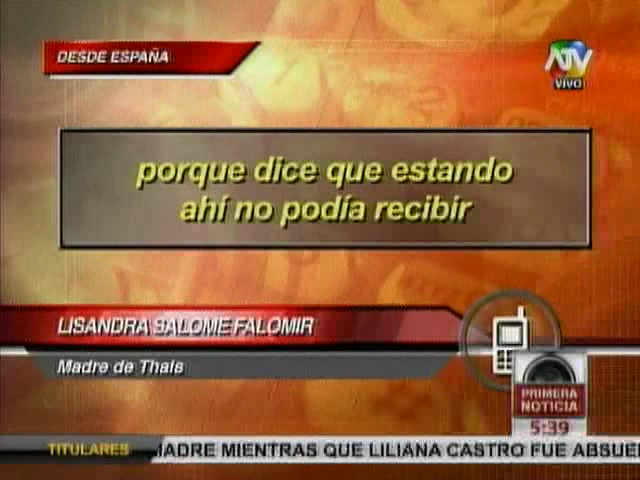 DESDE ESPAÑA
ATV
VIVO
porque dice que estando
ahí no podía recibir
LISANDRA SALOME FALOMIR
Madre de Thais
PRIMERA
NOTICIA
5:39
TITULARES MADRE MIENTRAS QUE LILIANA CASTRO FUE ABSUE